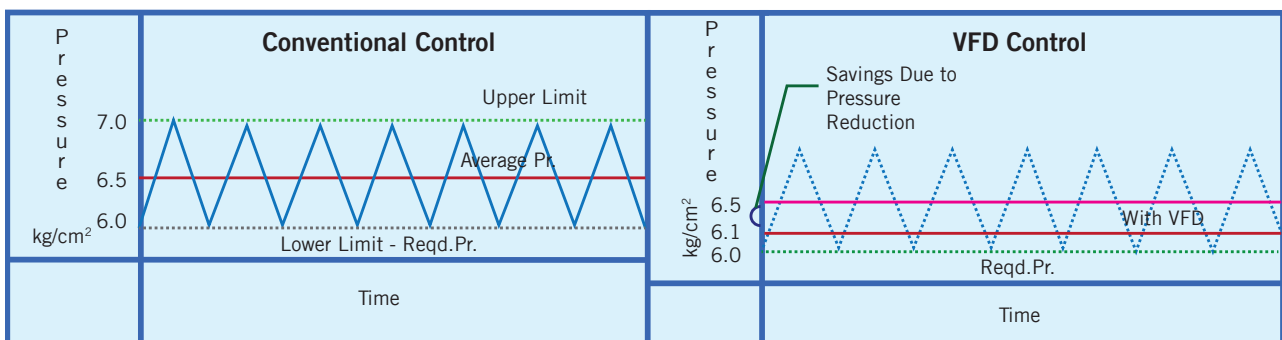 Pressure
Conventional Control
Upper Limit
7.0
Average Pr.
6.5
6.0
kg/cm²
Lower Limit - Reqd.Pr.
Time
Pressure
VFD Control
Savings Due to
Pressure
Reduction
6.5
With VFD
6.1
kg/cm²
6.0
Reqd.Pr.
Time